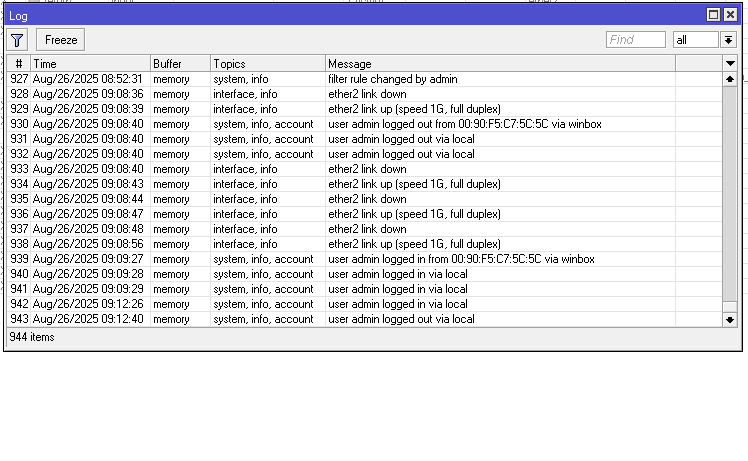 Log
Freeze
Find
all
# Time Buffer Topics Message
927 Aug/26/2025 08:52:31 memory system, info filter rule changed by admin
928 Aug/26/2025 09:08:36 memory interface, info ether2 link down
929 Aug/26/2025 09:08:39 memory interface, info ether2 link up (speed 1G, full duplex)
930 Aug/26/2025 09:08:40 memory system, info, account user admin logged out from 00:90:F5:C7:5C:5C via winbox
931 Aug/26/2025 09:08:40 memory system, info, account user admin logged out via local
932 Aug/26/2025 09:08:40 memory system, info, account user admin logged out via local
933 Aug/26/2025 09:08:40 memory interface, info ether2 link down
934 Aug/26/2025 09:08:43 memory interface, info ether2 link up (speed 1G, full duplex)
935 Aug/26/2025 09:08:44 memory interface, info ether2 link down
936 Aug/26/2025 09:08:47 memory interface, info ether2 link up (speed 1G, full duplex)
937 Aug/26/2025 09:08:48 memory interface, info ether2 link down
938 Aug/26/2025 09:08:56 memory interface, info ether2 link up (speed 1G, full duplex)
939 Aug/26/2025 09:09:27 memory system, info, account user admin logged in from 00:90:F5:C7:5C:5C via winbox
940 Aug/26/2025 09:09:28 memory system, info, account user admin logged in via local
941 Aug/26/2025 09:09:29 memory system, info, account user admin logged in via local
942 Aug/26/2025 09:12:26 memory system, info, account user admin logged in via local
943 Aug/26/2025 09:12:40 memory system, info, account user admin logged out via local
944 items